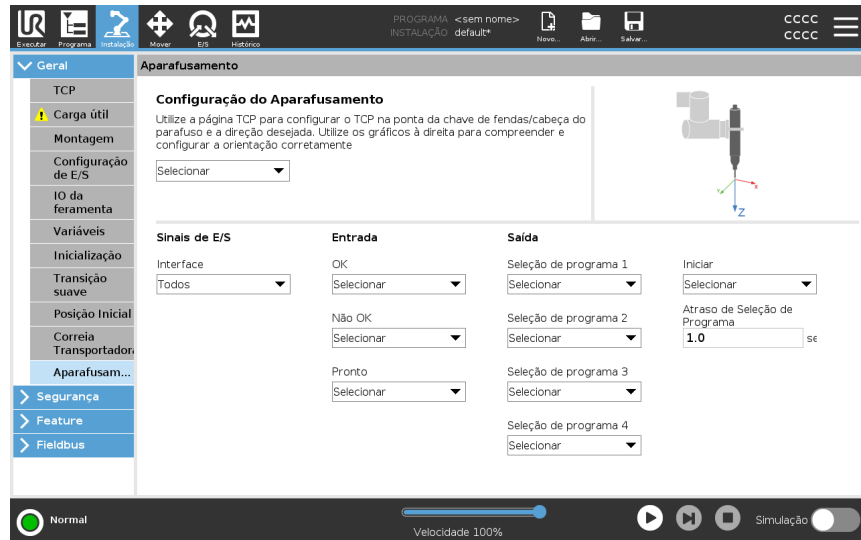 PROGRAMA <sem nome>
INSTALAÇÃO default*
Executar
Programa
Instalação
Mover
E/S
Histórico
Novo...
Abrir...
Salvar...
CCCC
CCCC
Geral
TCP
Carga útil
Montagem
Configuração
de E/S
IO da
ferramenta
Variáveis
Inicialização
Transição
suave
Posição Inicial
Correia
Transportadora
Aparafusam...
Segurança
Feature
Fieldbus
Aparafusamento
Configuração do Aparafusamento
Utilize a página TCP para configurar o TCP na ponta da chave de fendas/cabeça do
parafuso e a direção desejada. Utilize os gráficos à direita para compreender e
configurar a orientação corretamente
Selecionar
Y
X
Z
Sinais de E/S
Interface
Todos
Entrada
OK
Selecionar
Não OK
Selecionar
Pronto
Selecionar
Saída
Seleção de programa 1
Selecionar
Seleção de programa 2
Selecionar
Seleção de programa 3
Selecionar
Seleção de programa 4
Selecionar
Iniciar
Selecionar
Atraso de Seleção de
Programa
1.0 se
Normal
Velocidade 100%
Simulação